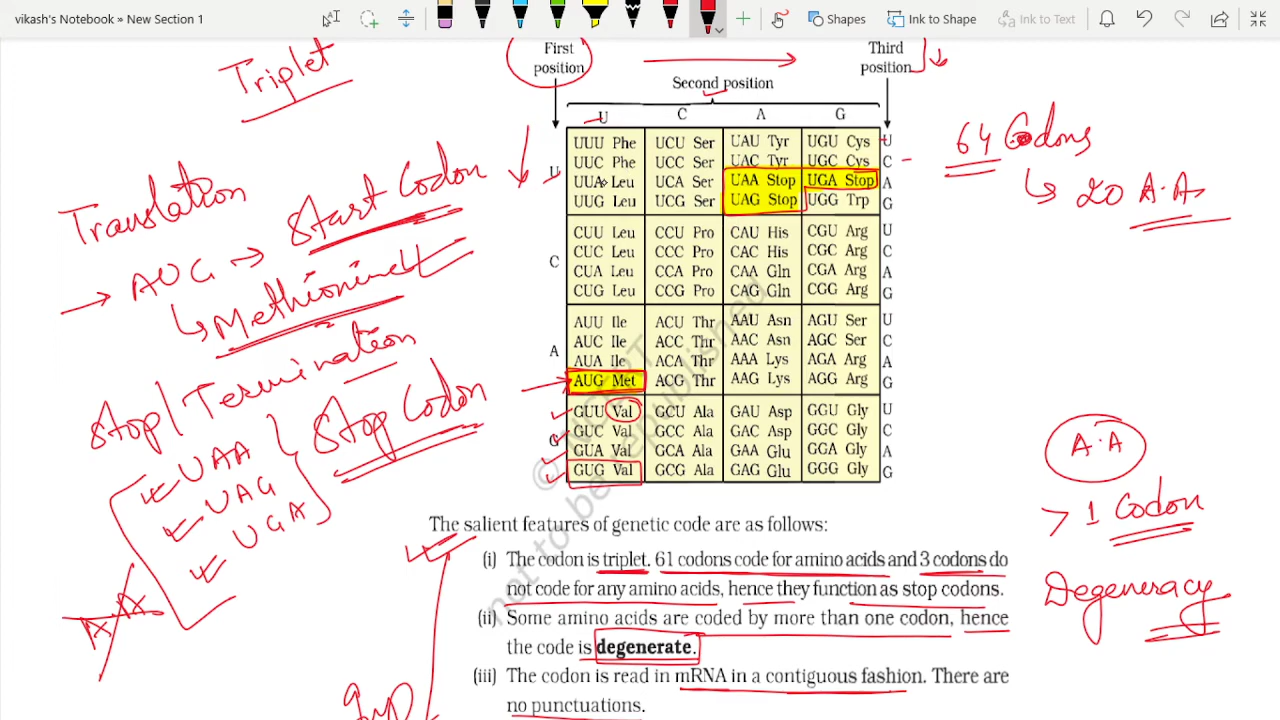 vikash's Notebook » New Section 1
Shapes
Ink to Shape
Ink to Text
First position
Third position
Second position
U C A G
U
UUU Phe UCU Ser UAU Tyr UGU Cys U
UUC Phe UCC Ser UAC Tyr UGC Cys C
UUA Leu UCA Ser UAA Stop UGA Stop A
UUG Leu UCG Ser UAG Stop UGG Trp G
C
CUU Leu CCU Pro CAU His CGU Arg U
CUC Leu CCC Pro CAC His CGC Arg C
CUA Leu CCA Pro CAA Gln CGA Arg A
CUG Leu CCG Pro CAG Gln CGG Arg G
A
AUU Ile ACU Thr AAU Asn AGU Ser U
AUC Ile ACC Thr AAC Asn AGC Ser C
AUA Ile ACA Thr AAA Lys AGA Arg A
AUG Met ACG Thr AAG Lys AGG Arg G
G
GUU Val GCU Ala GAU Asp GGU Gly U
GUC Val GCC Ala GAC Asp GGC Gly C
GUA Val GCA Ala GAA Glu GGA Gly A
GUG Val GCG Ala GAG Glu GGG Gly G
© NCERT
not to be republished
Triplet
Translation
AUG → Start Codon
Methionine
Stop/Termination
Stop Codon
UAA
UAG
UGA
A.A
64 Codons
20 A.As
A.A
> 1 Codon
Degeneracy
The salient features of genetic code are as follows:
(i) The codon is triplet. 61 codons code for amino acids and 3 codons do
not code for any amino acids, hence they function as stop codons.
(ii) Some amino acids are coded by more than one codon, hence
the code is degenerate.
(iii) The codon is read in mRNA in a contiguous fashion. There are
no punctuations.